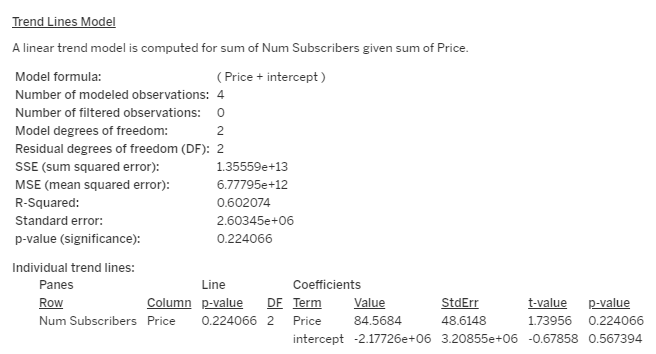 Trend Lines Model
A linear trend model is computed for sum of Num Subscribers given sum of Price.
Model formula: ( Price + intercept )
Number of modeled observations: 4
Number of filtered observations: 0
Model degrees of freedom: 2
Residual degrees of freedom (DF): 2
SSE (sum squared error): 1.35559e+13
MSE (mean squared error): 6.77795e+12
R-Squared: 0.602074
Standard error: 2.60345e+06
p-value (significance): 0.224066
Individual trend lines:
Panes Line Coefficients
Row Column p-value DF Term Value StdErr t-value p-value
Num Subscribers Price 0.224066 2 Price 84.5684 48.6148 1.73956 0.224066
intercept -2.17726e+06 3.20855e+06 -0.67858 0.567394